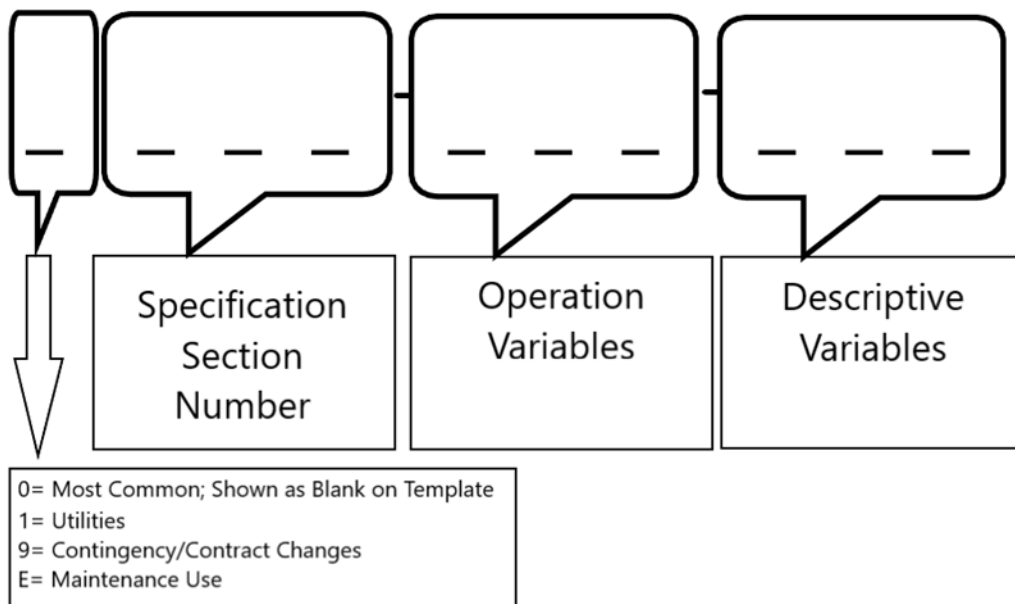 _ _ _ _ - _ _ _ - _ _ _
Specification
Section
Number
Operation
Variables
Descriptive
Variables
0= Most Common; Shown as Blank on Template
1= Utilities
9= Contingency/Contract Changes
E= Maintenance Use